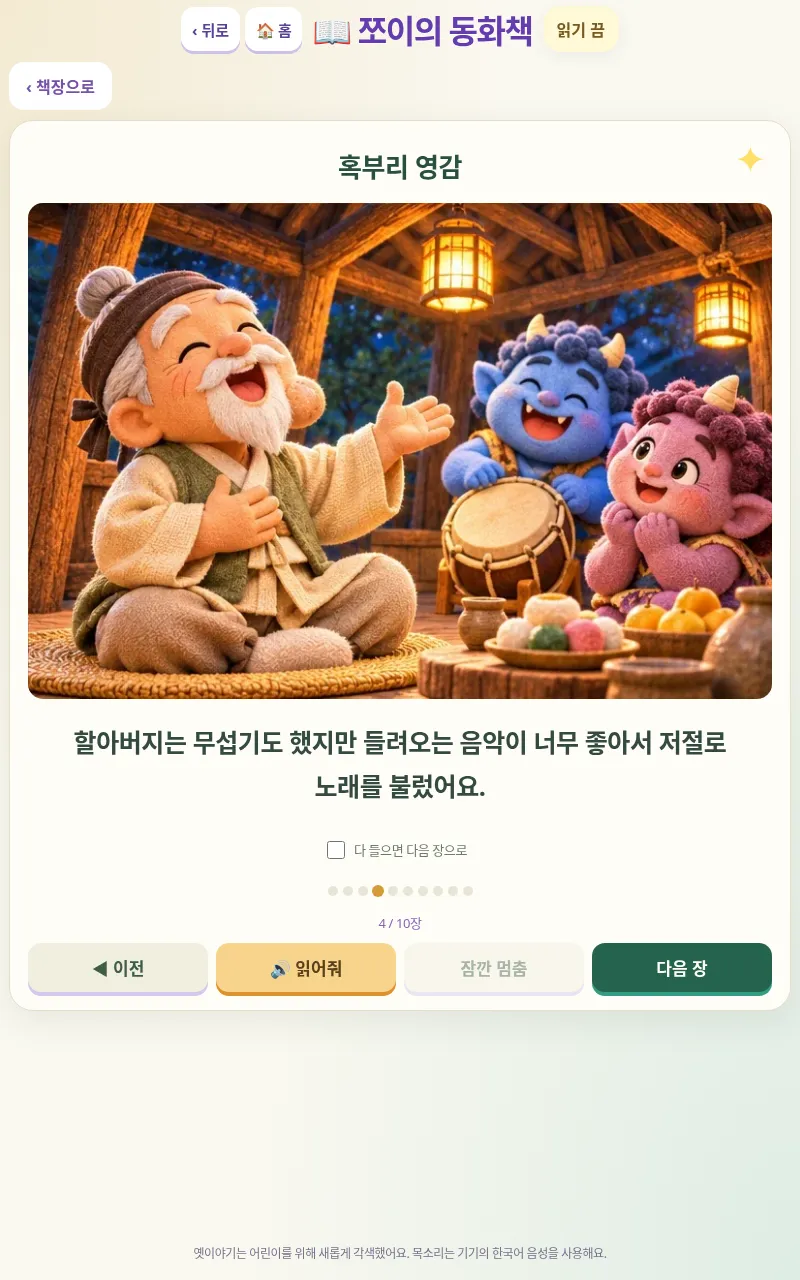 ‹ 뒤로
🏠 홈
📖 쪼이의 동화책
읽기 끝
‹ 책장으로
혹부리 영감
할아버지는 무섭기도 했지만 들려오는 음악이 너무 좋아서 저절로
노래를 불렀어요.
다 들으면 다음 장으로
4 / 10장
◀ 이전
🔊 읽어줘
잠깐 멈춤
다음 장
옛이야기는 어린이를 위해 새롭게 각색했어요. 목소리는 기기의 한국어 음성을 사용해요.